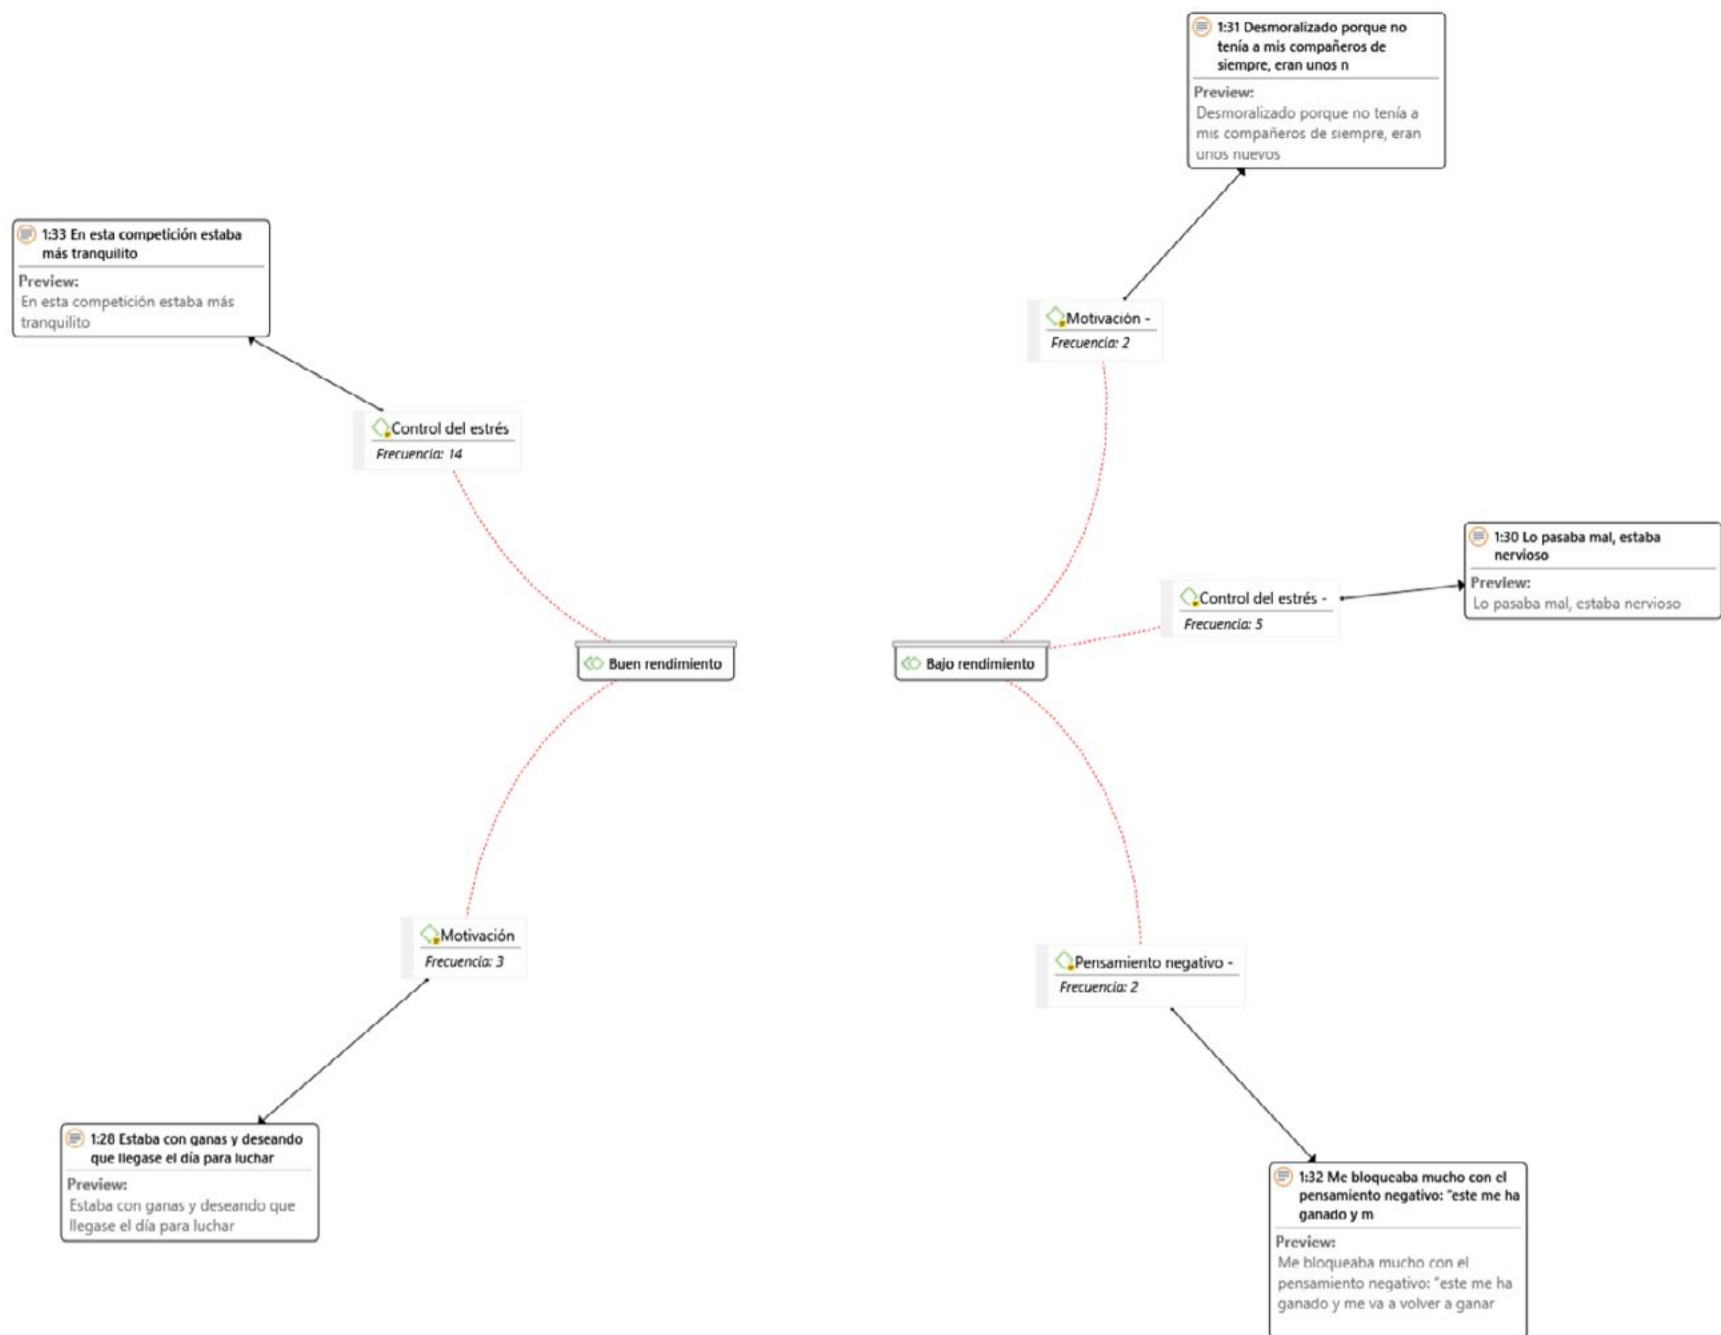 1:31 Desmoralizado porque no
tenía a mis compañeros de
siempre, eran unos n
Preview:
Desmoralizado porque no tenía a
mis compañeros de siempre, eran
unos nuevos
1:33 En esta competición estaba
más tranquilito
Preview:
En esta competición estaba más
tranquilito
Motivación -
Frecuencia: 2
Control del estrés
Frecuencia: 14
1:30 Lo pasaba mal, estaba
nervioso
Preview:
Lo pasaba mal, estaba nervioso
Control del estrés -
Frecuencia: 5
Buen rendimiento
Bajo rendimiento
Motivación
Frecuencia: 3
Pensamiento negativo -
Frecuencia: 2
1:28 Estaba con ganas y deseando
que llegase el día para luchar
Preview:
Estaba con ganas y deseando que
llegase el día para luchar
1:32 Me bloqueaba mucho con el
pensamiento negativo: "este me ha
ganado y m
Preview:
Me bloqueaba mucho con el
pensamiento negativo: "este me ha
ganado y me va a volver a ganar